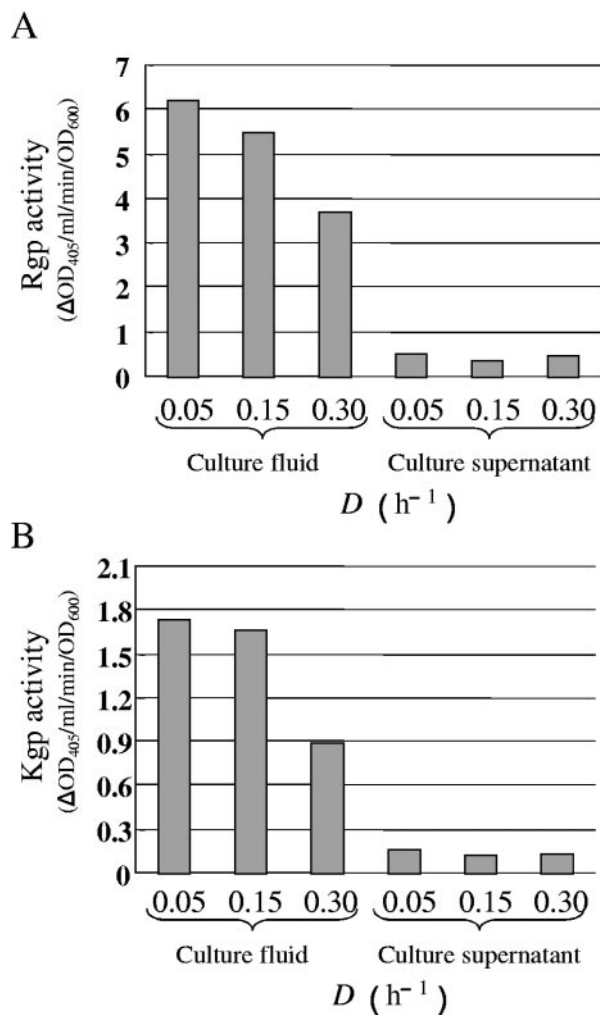 A
Rgp activity
(ΔOD₄₀₅/ml/min/OD₆₀₀)
7
6
5
4
3
2
1
0
0.05 0.15 0.30 0.05 0.15 0.30
Culture fluid Culture supernatant
D (h⁻¹)
B
Kgp activity
(ΔOD₄₀₅/ml/min/OD₆₀₀)
2.1
1.8
1.5
1.2
0.9
0.6
0.3
0
0.05 0.15 0.30 0.05 0.15 0.30
Culture fluid Culture supernatant
D (h⁻¹)